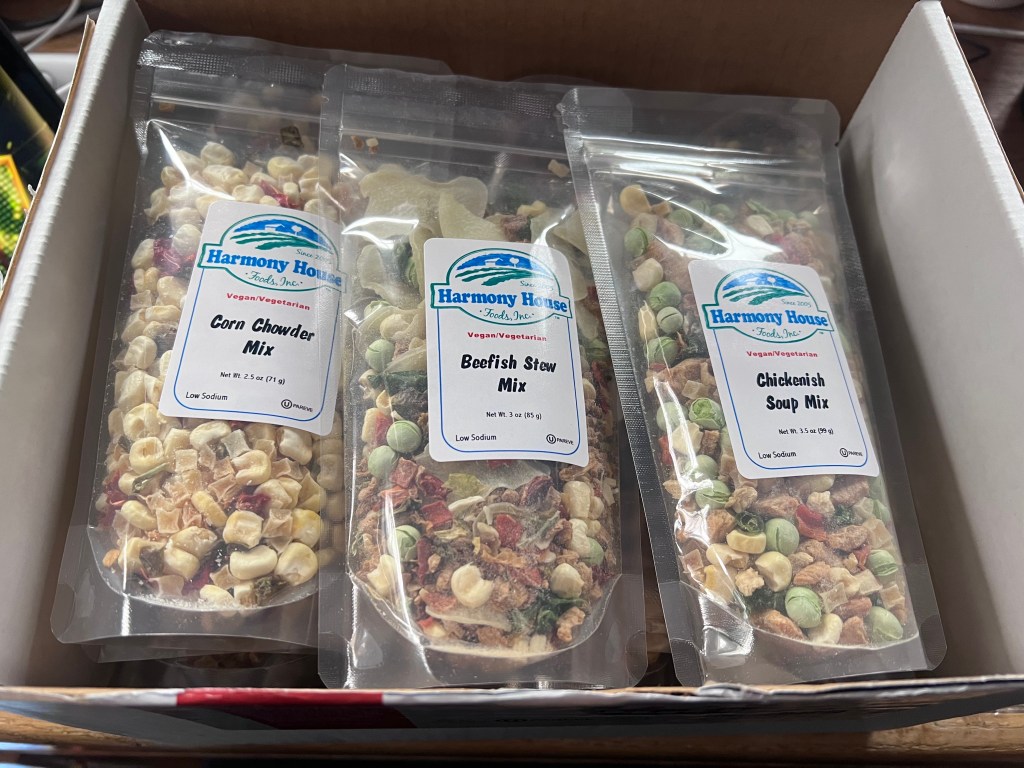 Since 2005
Harmony House
Foods, Inc.
Vegan/Vegetarian
Corn Chowder
Mix
Net Wt. 2.5 oz (71 g)
Low Sodium
U PAREVE
Since
Harmony House
Foods, Inc.
Vegan/Vegetarian
Beefish Stew
Mix
Net Wt. 3 oz (85 g)
Low Sodium
U PAREVE
Since 2005
Harmony House
Foods, Inc.
Vegan/Vegetarian
Chickenish
Soup Mix
Net Wt. 3.5 oz (99 g)
Low Sodium
U PAREVE